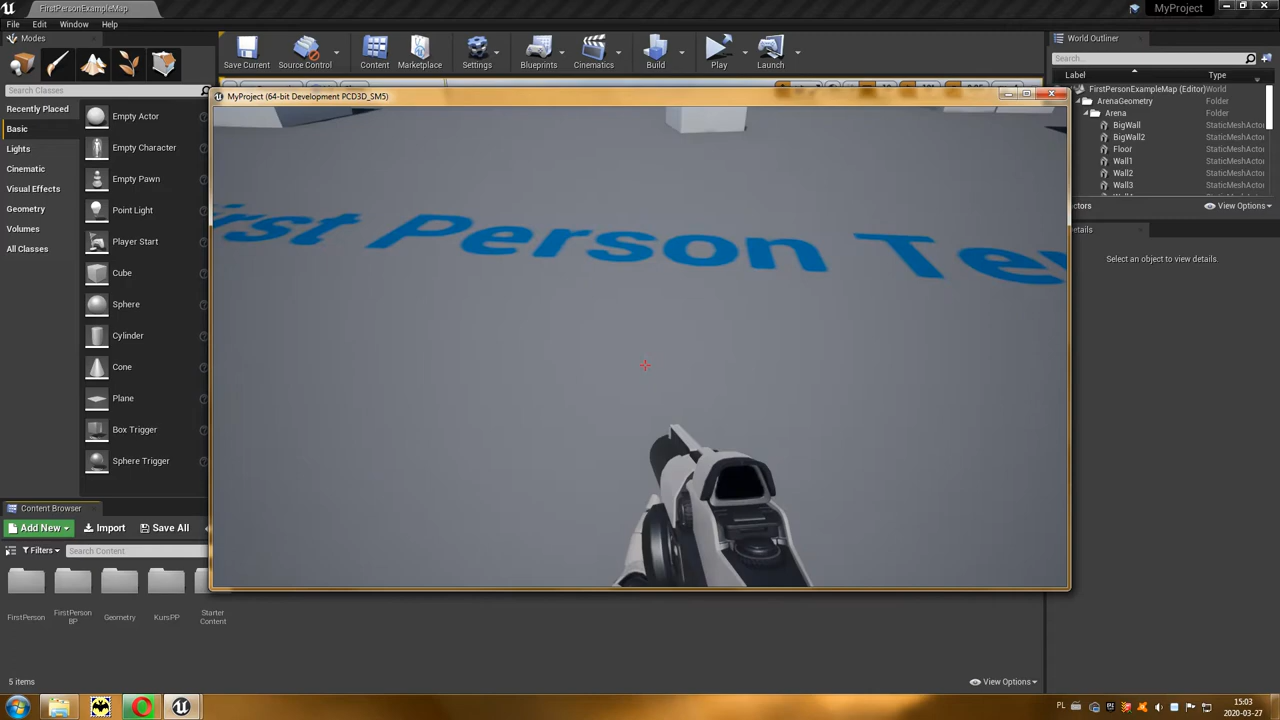 FirstPersonExampleMap
MyProject
File Edit Window Help
Modes
World Outliner
Save Current
Source Control
Content
Marketplace
Settings
Blueprints
Cinematics
Build
Play
Launch
Search...
Label
Type
Search Classes
MyProject (64-bit Development PCD3D_SM5)
FirstPersonExampleMap (Editor) World
ArenaGeometry Folder
Arena Folder
BigWall StaticMeshActor
BigWall2 StaticMeshActor
Floor StaticMeshActor
Wall1 StaticMeshActor
Wall2 StaticMeshActor
Wall3 StaticMeshActor
View Options
Select an object to view details.
Recently Placed
Basic
Lights
Cinematic
Visual Effects
Geometry
Volumes
All Classes
Empty Actor
Empty Character
Empty Pawn
Point Light
Player Start
Cube
Sphere
Cylinder
Cone
Plane
Box Trigger
Sphere Trigger
irst Person Te
Content Browser
Add New Import Save All
Filters
Search Content
FirstPerson
FirstPerson
BP
Geometry
KursPP
Starter
Content
5 items
View Options
PL
15:03
2020-03-27